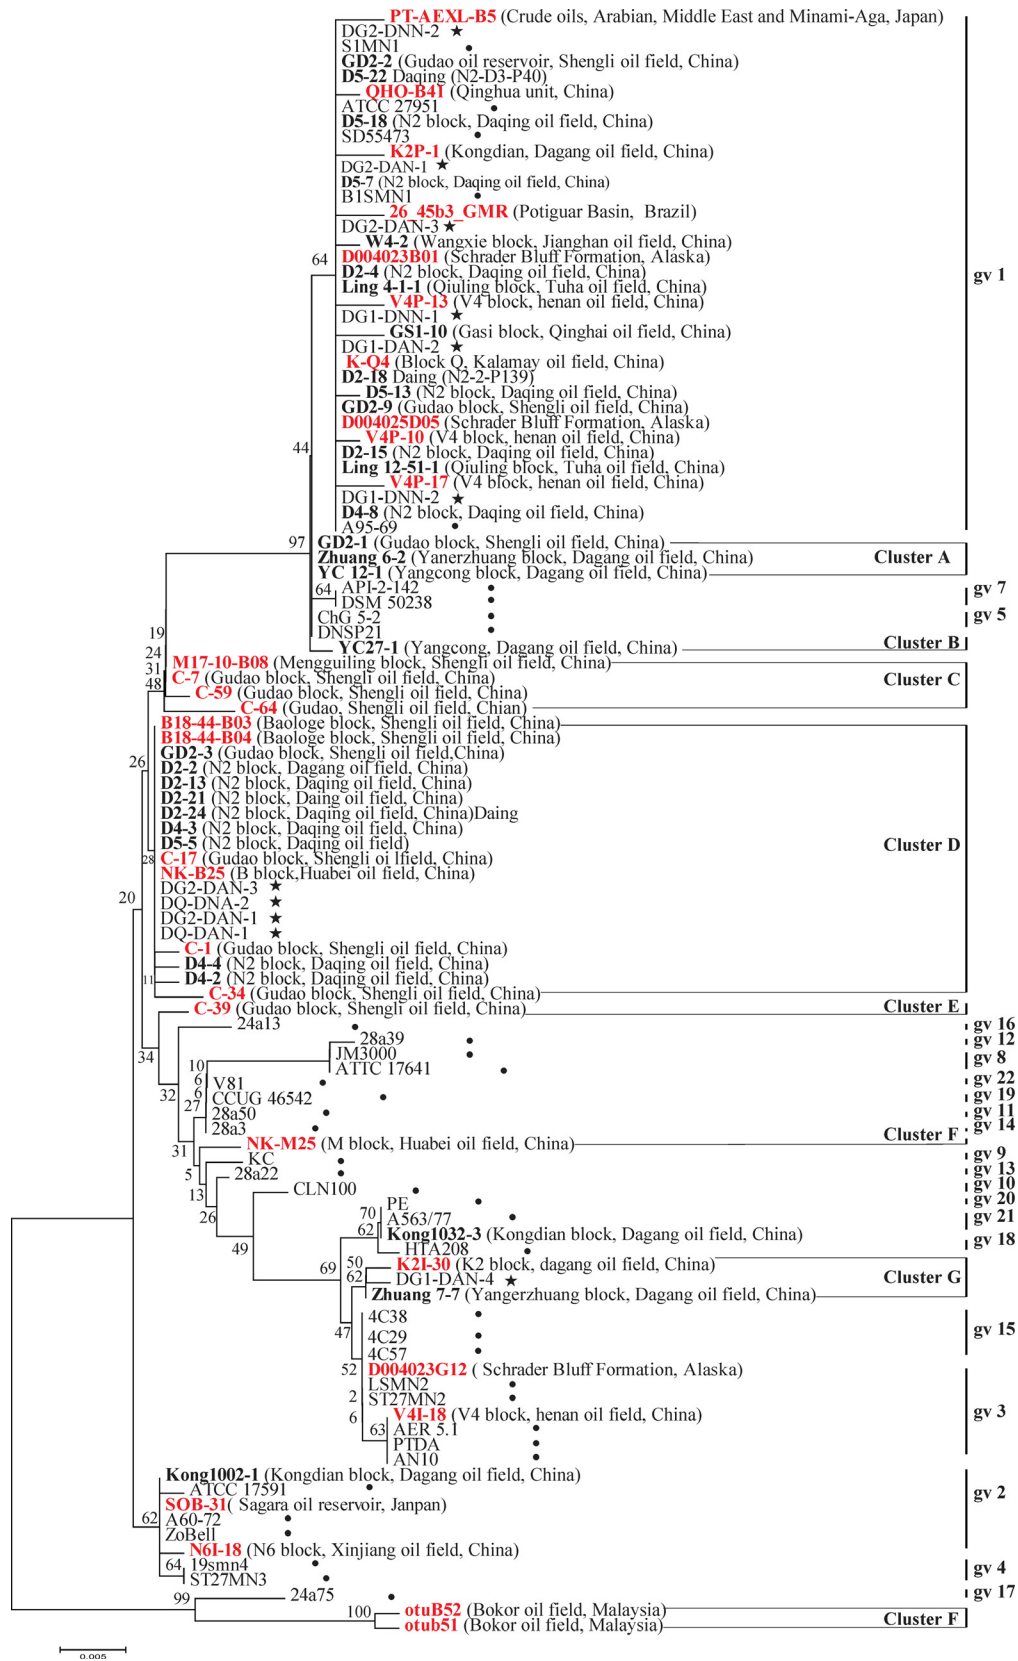 PT-AEXL-B5 (Crude oils, Arabian, Middle East and Minami-Aga, Japan)
DG2-DNN-2 ★
S1MN1 •
GD2-2 (Gudao oil reservoir, Shengli oil field, China)
D5-22 Daqing (N2-D3-P40)
QHO-B41 (Qinghua unit, China)
ATCC 27951 •
D5-18 (N2 block, Daqing oil field, China)
SD55473 •
K2P-1 (Kongdian, Dagang oil field, China)
DG2-DAN-1 ★
D5-7 (N2 block, Daqing oil field, China)
B1SMN1 •
26_45b3_GMR (Potiguar Basin, Brazil)
DG2-DAN-3 ★
W4-2 (Wangxie block, Jianghan oil field, China)
64 D004023B01 (Schrader Bluff Formation, Alaska)
D2-4 (N2 block, Daqing oil field, China) gv 1
Ling 4-1-1 (Qiuling block, Tuha oil field, China)
V4P-13 (V4 block, henan oil field, China)
DG1-DNN-1 ★
GS1-10 (Gasi block, Qinghai oil field, China)
DG1-DAN-2 ★
K-Q4 (Block Q, Kalamay oil field, China)
D2-18 Daing (N2-2-P139)
D5-13 (N2 block, Daqing oil field, China)
GD2-9 (Gudao block, Shengli oil field, China)
D004025D05 (Schrader Bluff Formation, Alaska)
V4P-10 (V4 block, henan oil field, China)
44 D2-15 (N2 block, Daqing oil field, China)
Ling 12-51-1 (Qiuling block, Tuha oil field, China)
V4P-17 (V4 block, henan oil field, China)
DG1-DNN-2 ★
D4-8 (N2 block, Daqing oil field, China)
A95-69 •
97 GD2-1 (Gudao block, Shengli oil field, China)
Zhuang 6-2 (Yanerzhuang block, Dagang oil field, China) Cluster A
YC 12-1 (Yangcong block, Dagang oil field, China)
64 API-2-142 • gv 7
DSM 50238 •
ChG 5-2 • gv 5
19 DNSP21 •
24 YC27-1 (Yangcong, Dagang oil field, China) Cluster B
31 M17-10-B08 (Mengguiling block, Shengli oil field, China)
48 C-7 (Gudao block, Shengli oil field, China) Cluster C
C-59 (Gudao block, Shengli oil field, China)
C-64 (Gudao, Shengli oil field, Chian)
B18-44-B03 (Baologe block, Shengli oil field, China)
B18-44-B04 (Baologe block, Shengli oil field, China)
26 GD2-3 (Gudao block, Shengli oil field,China)
D2-2 (N2 block, Dagang oil field, China)
D2-13 (N2 block, Daqing oil field, China)
D2-21 (N2 block, Daing oil field, China)
D2-24 (N2 block, Daqing oil field, China)Daing
D4-3 (N2 block, Daqing oil field, China)
D5-5 (N2 block, Daqing oil field) Cluster D
28 C-17 (Gudao block, Shengli oi lfield, China)
NK-B25 (B block,Huabei oil field, China)
DG2-DAN-3 ★
20 DQ-DNA-2 ★
DG2-DAN-1 ★
DQ-DAN-1 ★
C-1 (Gudao block, Shengli oil field, China)
D4-4 (N2 block, Daqing oil field, China)
11 D4-2 (N2 block, Daqing oil field, China)
C-34 (Gudao block, Shengli oil field, China)
C-39 (Gudao block, Shengli oil field, China) Cluster E
24a13 • gv 16
28a39 • gv 12
34 JM3000 • gv 8
10 ATTC 17641 •
6 V81 • gv 22
32 6 CCUG 46542 • gv 19
27 28a50 • gv 11
28a3 • gv 14
31 NK-M25 (M block, Huabei oil field, China) Cluster F
KC • gv 9
5 28a22 • gv 13
13 CLN100 • gv 10
PE • gv 20
26 70 A563/77 • gv 21
62 Kong1032-3 (Kongdian block, Dagang oil field, China) gv 18
49 HTA208 •
69 50 K2I-30 (K2 block, dagang oil field, China)
62 DG1-DAN-4 ★ Cluster G
Zhuang 7-7 (Yangerzhuang block, Dagang oil field, China)
4C38 •
47 4C29 • gv 15
4C57 •
52 D004023G12 ( Schrader Bluff Formation, Alaska)
LSMN2 •
2 ST27MN2 •
6 V4I-18 (V4 block, henan oil field, China) gv 3
63 AER 5.1 •
PTDA •
AN10 •
Kong1002-1 (Kongdian block, Dagang oil field, China)
ATCC 17591 • gv 2
SOB-31( Sagara oil reservoir, Janpan)
62 A60-72 •
ZoBell •
N6I-18 (N6 block, Xinjiang oil field, China)
64 19smn4 • gv 4
ST27MN3 •
99 24a75 • gv 17
100 otuB52 (Bokor oil field, Malaysia)
otub51 (Bokor oil field, Malaysia) Cluster F
0.005